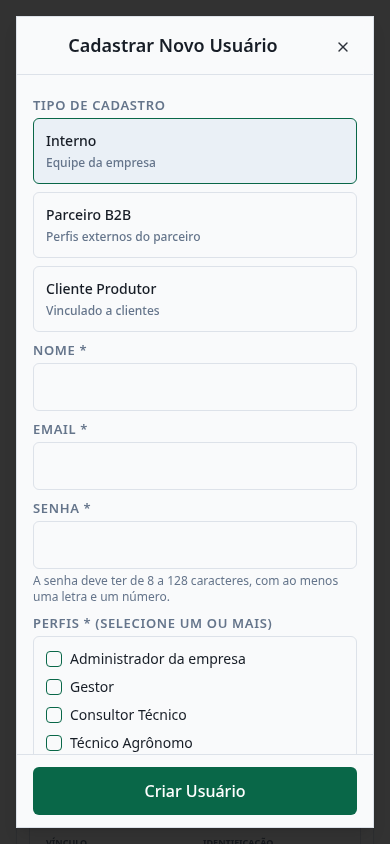 Cadastrar Novo Usuário
×
TIPO DE CADASTRO
Interno
Equipe da empresa
Parceiro B2B
Perfis externos do parceiro
Cliente Produtor
Vinculado a clientes
NOME *
EMAIL *
SENHA *
A senha deve ter de 8 a 128 caracteres, com ao menos
uma letra e um número.
PERFIS * (SELECIONE UM OU MAIS)
Administrador da empresa
Gestor
Consultor Técnico
Técnico Agrônomo
Criar Usuário
VÍNCULO IDENTIFICAÇÃO